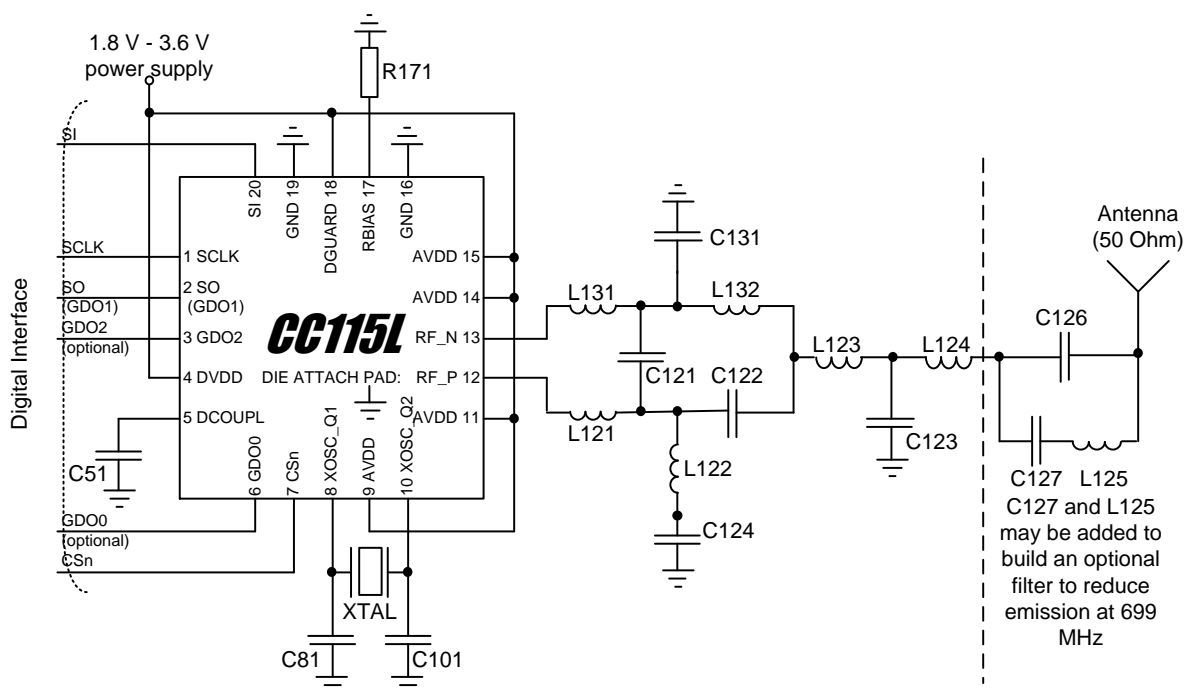 1.8 V - 3.6 V
power supply
R171
SI
SI 20
GND 19
DGUARD 18
RBIAS 17
GND 16
C131
Antenna
(50 Ohm)
SCLK
1 SCLK
AVDD 15
SO
(GDO1)
2 SO
(GDO1)
AVDD 14
L131
L132
GDO2
(optional)
3 GDO2
CC115L
RF_N 13
C126
L123
L124
Digital Interface
4 DVDD
DIE ATTACH PAD:
RF_P 12
C121
C122
5 DCOUPL
AVDD 11
L121
C123
C51
6 GDO0
7 CSn
8 XOSC_Q1
9 AVDD
10 XOSC_Q2
L122
C127
L125
GDO0
(optional)
C124
CSn
C127 and L125
may be added to
build an optional
filter to reduce
emission at 699
MHz
XTAL
C81
C101